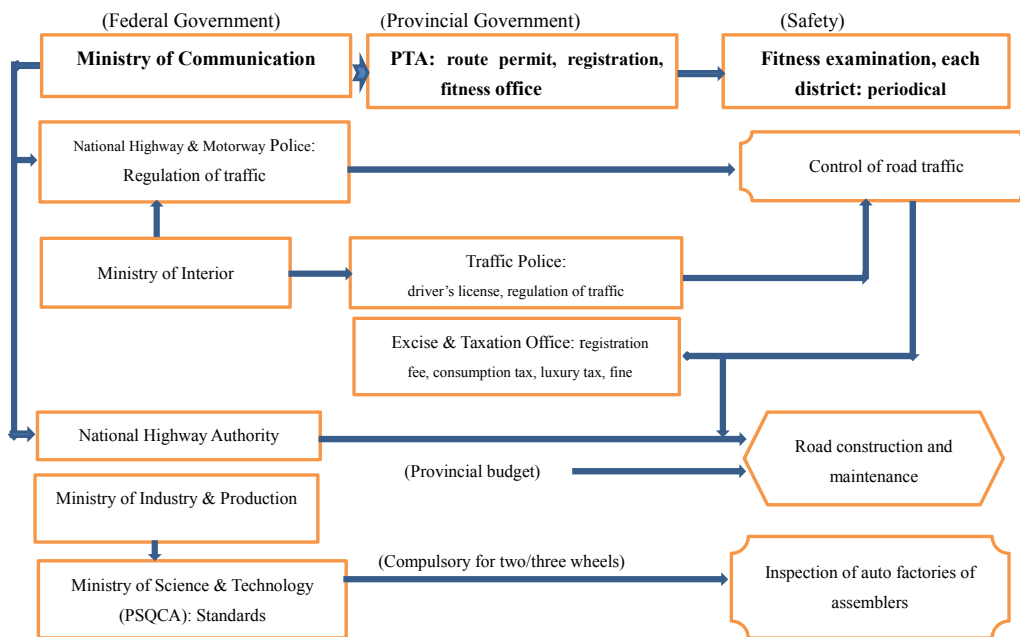 (Federal Government)
(Provincial Government)
(Safety)
Ministry of Communication
PTA: route permit, registration,
fitness office
Fitness examination, each
district: periodical
National Highway & Motorway Police:
Regulation of traffic
Control of road traffic
Ministry of Interior
Traffic Police:
driver's license, regulation of traffic
Excise & Taxation Office: registration
fee, consumption tax, luxury tax, fine
National Highway Authority
Road construction and
maintenance
(Provincial budget)
Ministry of Industry & Production
(Compulsory for two/three wheels)
Ministry of Science & Technology
(PSQCA): Standards
Inspection of auto factories of
assemblers